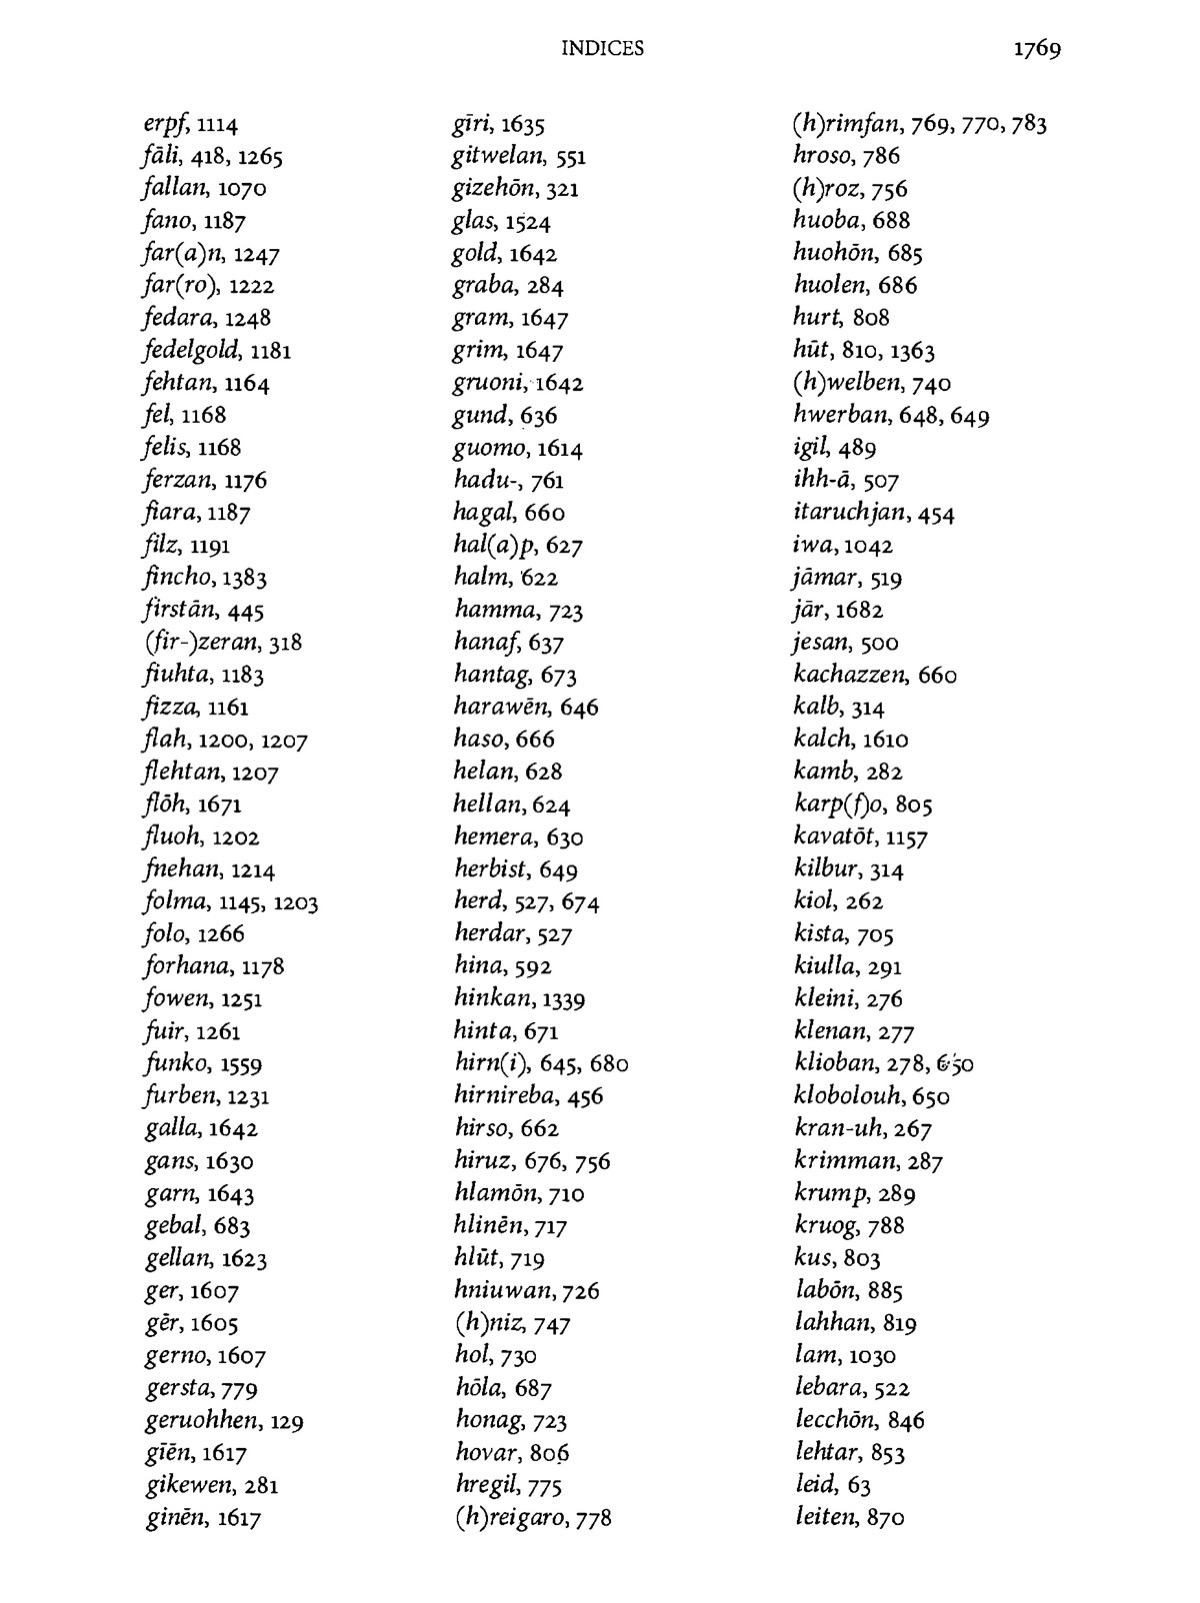 INDICES 1769
erpf, 1114
fāli, 418, 1265
fallan, 1070
fano, 1187
far(a)n, 1247
far(ro), 1222
fedara, 1248
fedelgold, 1181
fehtan, 1164
fel, 1168
felis, 1168
ferzan, 1176
fiara, 1187
filz, 1191
fincho, 1383
firstān, 445
(fir-)zeran, 318
fiuhta, 1183
fizza, 1161
flah, 1200, 1207
flehtan, 1207
flōh, 1671
fluoh, 1202
fnehan, 1214
folma, 1145, 1203
folo, 1266
forhana, 1178
fowen, 1251
fuir, 1261
funko, 1559
furben, 1231
galla, 1642
gans, 1630
garn, 1643
gebal, 683
gellan, 1623
ger, 1607
gēr, 1605
gerno, 1607
gersta, 779
geruohhen, 129
gīēn, 1617
gikewen, 281
ginēn, 1617
gīri, 1635
gitwelan, 551
gizehōn, 321
glas, 1524
gold, 1642
graba, 284
gram, 1647
grim, 1647
gruoni, 1642
gund, 636
guomo, 1614
hadu-, 761
hagal, 660
hal(a)p, 627
halm, 622
hamma, 723
hanaf, 637
hantag, 673
harawēn, 646
haso, 666
helan, 628
hellan, 624
hemera, 630
herbist, 649
herd, 527, 674
herdar, 527
hina, 592
hinkan, 1339
hinta, 671
hirn(i), 645, 680
hirnireba, 456
hirso, 662
hiruz, 676, 756
hlamōn, 710
hlinēn, 717
hlūt, 719
hniuwan, 726
(h)niz, 747
hol, 730
hōla, 687
honag, 723
hovar, 806
hregil, 775
(h)reigaro, 778
(h)rimfan, 769, 770, 783
hroso, 786
(h)roz, 756
huoba, 688
huohōn, 685
huolen, 686
hurt, 808
hūt, 810, 1363
(h)welben, 740
hwerban, 648, 649
igil, 489
ihh-ā, 507
itaruchjan, 454
iwa, 1042
jāmar, 519
jār, 1682
jesan, 500
kachazzen, 660
kalb, 314
kalch, 1610
kamb, 282
karp(f)o, 805
kavatōt, 1157
kilbur, 314
kiol, 262
kista, 705
kiulla, 291
kleini, 276
klenan, 277
klioban, 278, 650
klobolouh, 650
kran-uh, 267
krimman, 287
krump, 289
kruog, 788
kus, 803
labōn, 885
lahhan, 819
lam, 1030
lebara, 522
lecchōn, 846
lehtar, 853
leid, 63
leiten, 870